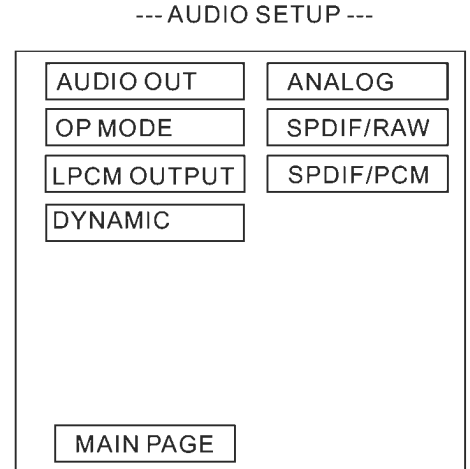 --- AUDIO SETUP ---
AUDIO OUT ANALOG
OP MODE SPDIF/RAW
LPCM OUTPUT SPDIF/PCM
DYNAMIC
MAIN PAGE